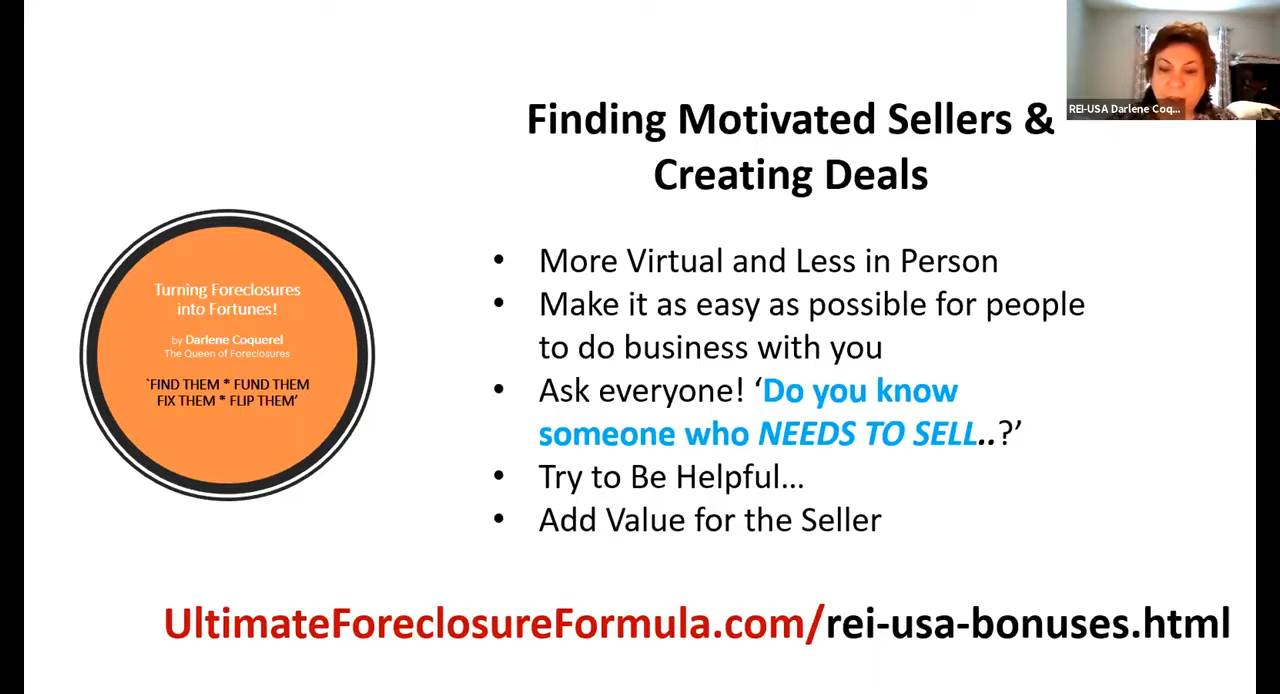 REI-USA Darlene Coq...
Finding Motivated Sellers &
Creating Deals
Turning Foreclosures
into Fortunes!
by Darlene Coquerel
The Queen of Foreclosures
`FIND THEM * FUND THEM
FIX THEM * FLIP THEM’
• More Virtual and Less in Person
• Make it as easy as possible for people
to do business with you
• Ask everyone! ‘Do you know
someone who NEEDS TO SELL..?’
• Try to Be Helpful…
• Add Value for the Seller
UltimateForeclosureFormula.com/rei-usa-bonuses.html